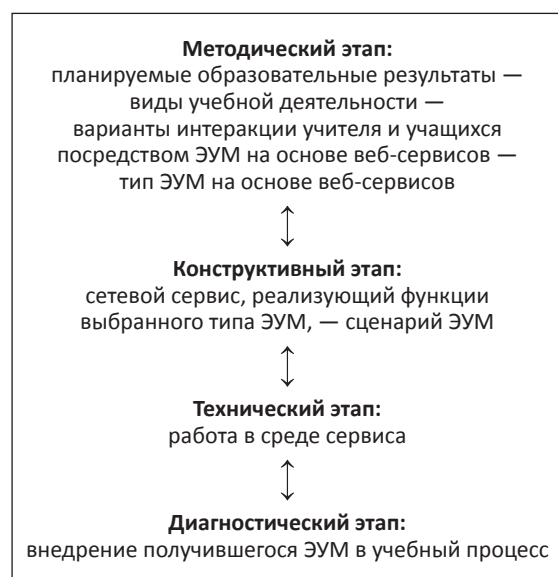 Методический этап:
планируемые образовательные результаты —
виды учебной деятельности —
варианты интеракции учителя и учащихся
посредством ЭУМ на основе веб-сервисов —
тип ЭУМ на основе веб-сервисов
Конструктивный этап:
сетевой сервис, реализующий функции
выбранного типа ЭУМ, — сценарий ЭУМ
Технический этап:
работа в среде сервиса
Диагностический этап:
внедрение получившегося ЭУМ в учебный процесс